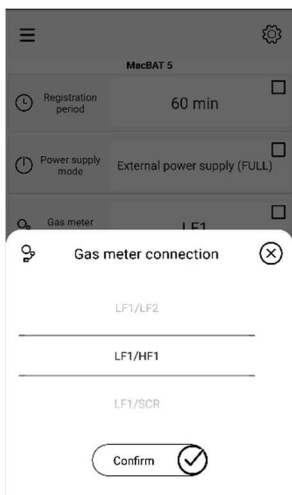 MacBAT 5
Registration
period
60 min
Power supply
mode
External power supply (FULL)
Gas meter
LF1
Gas meter connection
LF1/LF2
LF1/HF1
LF1/SCR
Confirm